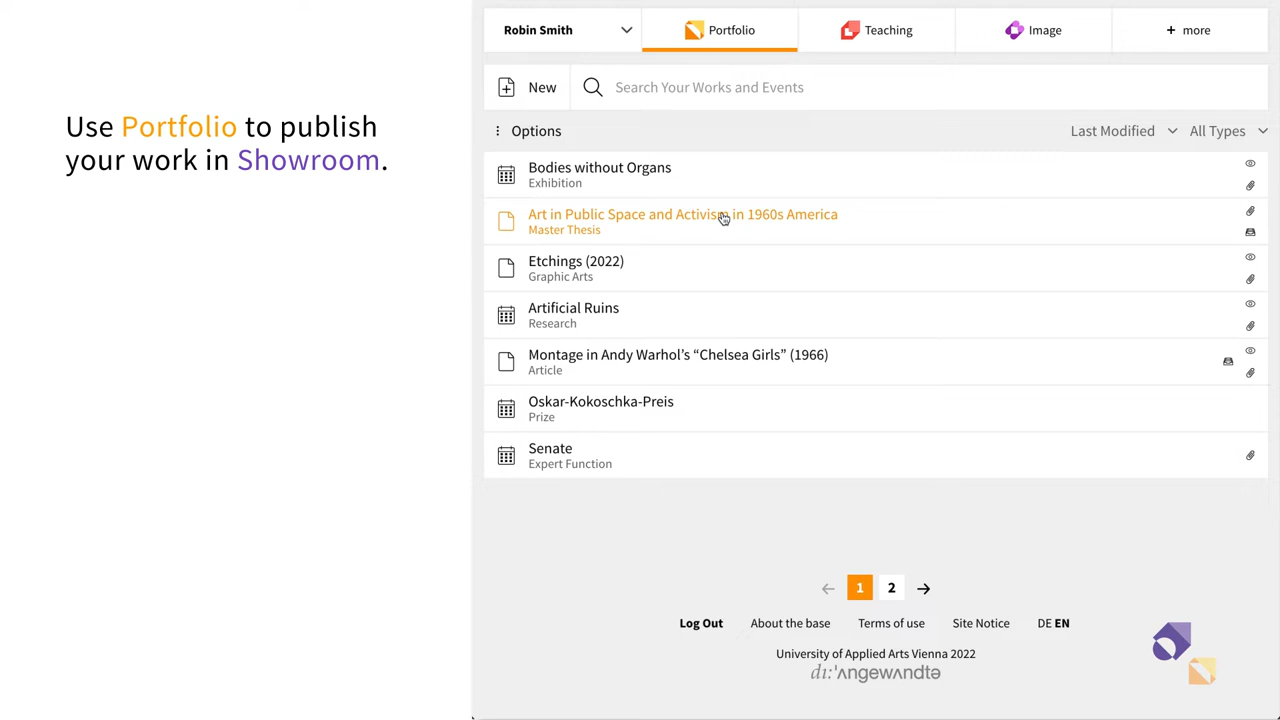 Use Portfolio to publish
your work in Showroom.
Robin Smith
Portfolio
Teaching
Image
+ more
New
Search Your Works and Events
Options
Last Modified
All Types
Bodies without Organs
Exhibition
Art in Public Space and Activism in 1960s America
Master Thesis
Etchings (2022)
Graphic Arts
Artificial Ruins
Research
Montage in Andy Warhol’s “Chelsea Girls” (1966)
Article
Oskar-Kokoschka-Preis
Prize
Senate
Expert Function
← 1 2 →
Log Out About the base Terms of use Site Notice DE EN
University of Applied Arts Vienna 2022
dı:ˈʌngewʌndtə